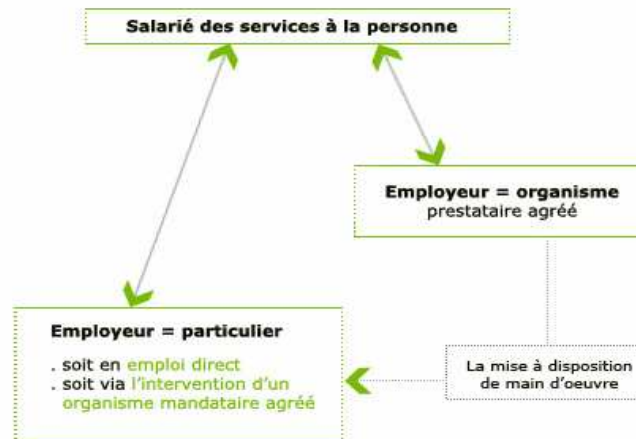 Salarié des services à la personne
Employeur = organisme
prestataire agréé
Employeur = particulier
. soit en emploi direct
. soit via l'intervention d'un
organisme mandataire agréé
La mise à disposition
de main d'oeuvre